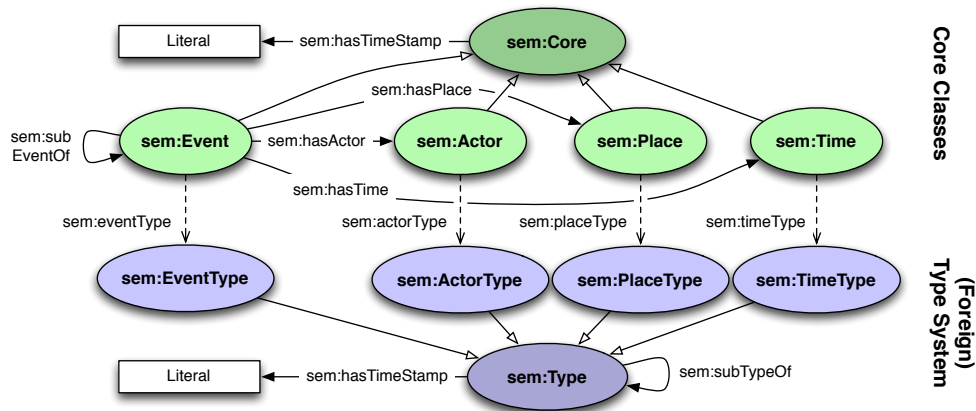 Literal
sem:hasTimeStamp
sem:Core
sem:hasPlace
sem:sub
EventOf
sem:Event
sem:hasActor
sem:Actor
sem:Place
sem:Time
sem:hasTime
sem:eventType
sem:actorType
sem:placeType
sem:timeType
sem:EventType
sem:ActorType
sem:PlaceType
sem:TimeType
Literal
sem:hasTimeStamp
sem:Type
sem:subTypeOf
Core Classes
(Foreign)
Type System